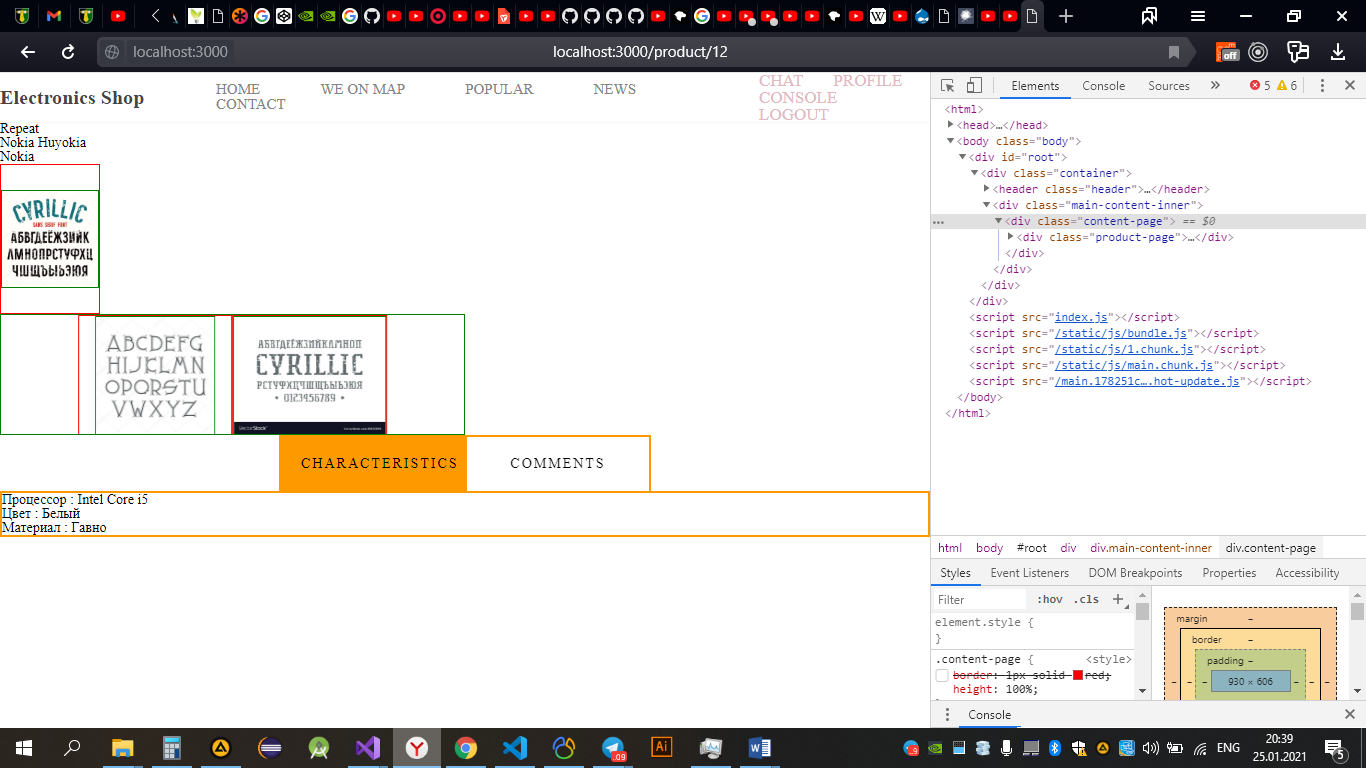 localhost:3000
localhost:3000/product/12
off
Electronics Shop
HOME WE ON MAP POPULAR NEWS
CONTACT
CHAT PROFILE
CONSOLE
LOGOUT
Repeat
Nokia Huyokia
Nokia
CYRILLIC
SANS SERIF FONT
АБВГДЕЁЖЗИЙК
ЛМНОПРСТУФХЦ
ЧШЩЪЫЬЭЮЯ
ABCDEFG
HIJKLMN
OPQRSTU
VWXYZ
АБВГДЕЁЖЗИЙКЛМНОП
CYRILLIC
РСТУФХЦЧШЩЪЫЬЭЮЯ
• 0123456789 •
VectorStock
CHARACTERISTICS COMMENTS
Процессор : Intel Core i5
Цвет : Белый
Материал : Гавно
Elements Console Sources » 5 6
<html>
<head>…</head>
<body class="body">
<div id="root">
<div class="container">
<header class="header">…</header>
<div class="main-content-inner">
<div class="content-page"> == $0
<div class="product-page">…</div>
</div>
</div>
</div>
</div>
<script src="index.js"></script>
<script src="/static/js/bundle.js"></script>
<script src="/static/js/1.chunk.js"></script>
<script src="/static/js/main.chunk.js"></script>
<script src="/main.178251c….hot-update.js"></script>
</body>
</html>
html body #root div div.main-content-inner div.content-page
Styles Event Listeners DOM Breakpoints Properties Accessibility
Filter :hov .cls +
element.style {
}
.content-page { <style>
border: 1px solid red;
height: 100%;
margin –
border –
padding –
– – – 930 × 606 – – –
Console
.09
Ai
ENG
20:39
25.01.2021
5